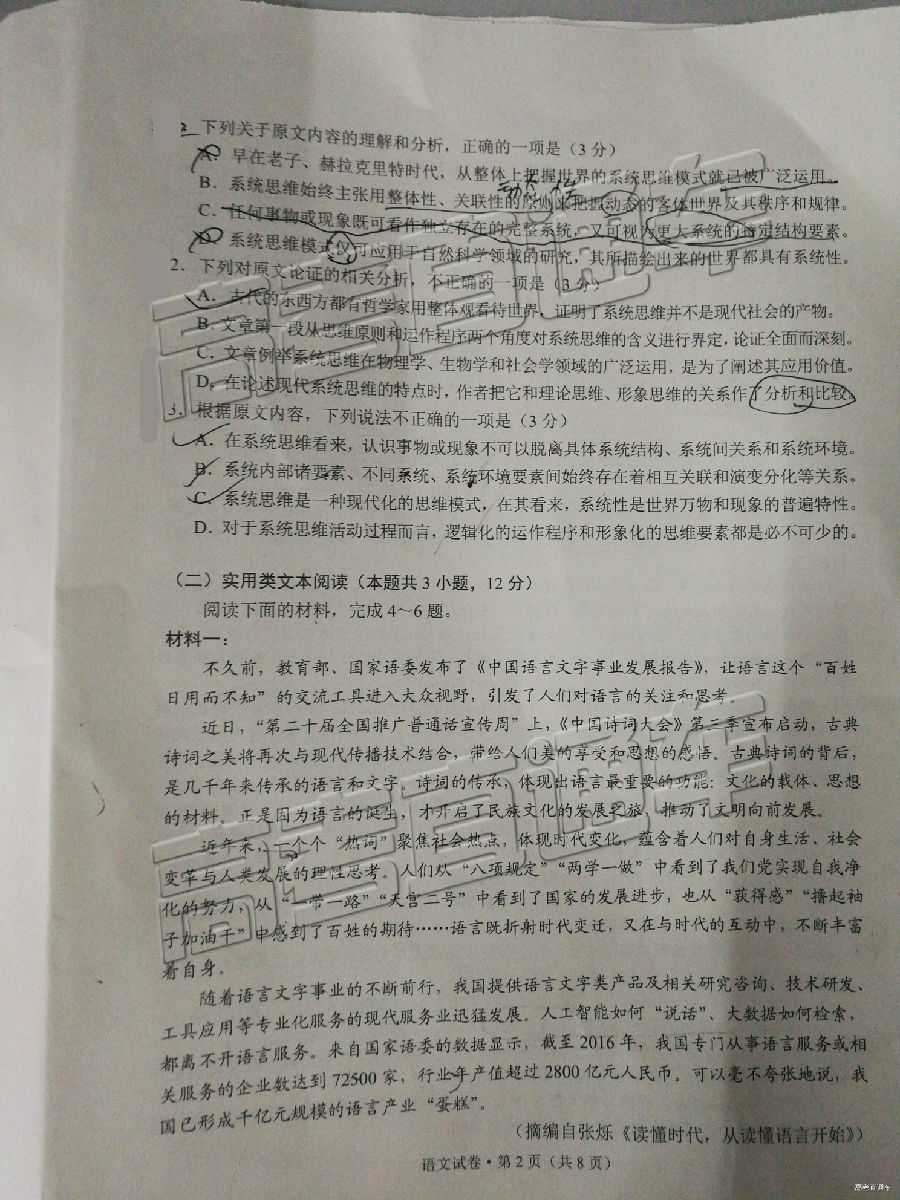 下列关于原文内容的理解和分析，正确的一项是（3分）
A．早在老子、赫拉克里特时代，从整体上把握世界的系统思维模式就已被广泛运用。
动态性
B．系统思维始终主张用整体性、关联性的原则来把握动态的客体世界及其秩序和规律。
C．任何事物或现象既可看作独立存在的完整系统，又可视为更大系统的特定结构要素。
D．系统思维模式仅可应用于自然科学领域的研究，其所描绘出来的世界都具有系统性。
2．下列对原文论证的相关分析，不正确的一项是（3分）
A．古代的东西方都有哲学家用整体观看待世界，证明了系统思维并不是现代社会的产物。
B．文章第一段从思维原则和运作程序两个角度对系统思维的含义进行界定，论证全面而深刻。
C．文章例举系统思维在物理学、生物学和社会学领域的广泛运用，是为了阐述其应用价值。
D．在论述现代系统思维的特点时，作者把它和理论思维、形象思维的关系作了分析和比较。
3．根据原文内容，下列说法不正确的一项是（3分）
A．在系统思维看来，认识事物或现象不可以脱离具体系统结构、系统间关系和系统环境。
B．系统内部诸要素、不同系统、系统环境要素间始终存在着相互关联和演变分化等关系。
C．系统思维是一种现代化的思维模式，在其看来，系统性是世界万物和现象的普遍特性。
D．对于系统思维活动过程而言，逻辑化的运作程序和形象化的思维要素都是必不可少的。
（二）实用类文本阅读（本题共3小题，12分）
阅读下面的材料，完成4～6题。
材料一：
不久前，教育部、国家语委发布了《中国语言文字事业发展报告》，让语言这个“百姓
日用而不知”的交流工具进入大众视野，引发了人们对语言的关注和思考。
近日，“第二十届全国推广普通话宣传周”上，《中国诗词大会》第三季宣布启动，古典
诗词之美将再次与现代传播技术结合，带给人们美的享受和思想的感悟。古典诗词的背后，
是几千年来传承的语言和文字。诗词的传承，体现出语言最重要的功能：文化的载体、思想
的材料。正是因为语言的诞生，才开启了民族文化的发展之旅，推动了文明向前发展。
近年来，一个个“热词”聚焦社会热点，体现时代变化，蕴含着人们对自身生活、社会
变革与人类发展的理性思考。人们从“八项规定”“两学一做”中看到了我们党实现自我净
化的努力，从“一带一路”“天宫二号”中看到了国家的发展进步，也从“获得感”“撸起袖
子加油干”中感到了百姓的期待……语言既折射时代变迁，又在与时代的互动中，不断丰富
着自身。
随着语言文字事业的不断前行，我国提供语言文字类产品及相关研究咨询、技术研发、
工具应用等专业化服务的现代服务业迅猛发展。人工智能如何“说话”、大数据如何检索，
都离不开语言服务。来自国家语委的数据显示，截至2016年，我国专门从事语言服务或相
关服务的企业数达到72500家，行业年产值超过2800亿元人民币。可以毫不夸张地说，我
国已形成千亿元规模的语言产业“蛋糕”。
（摘编自张烁《读懂时代，从读懂语言开始》）
语文试卷·第2页（共8页）
高考直通车
高考直通车
高考直通车